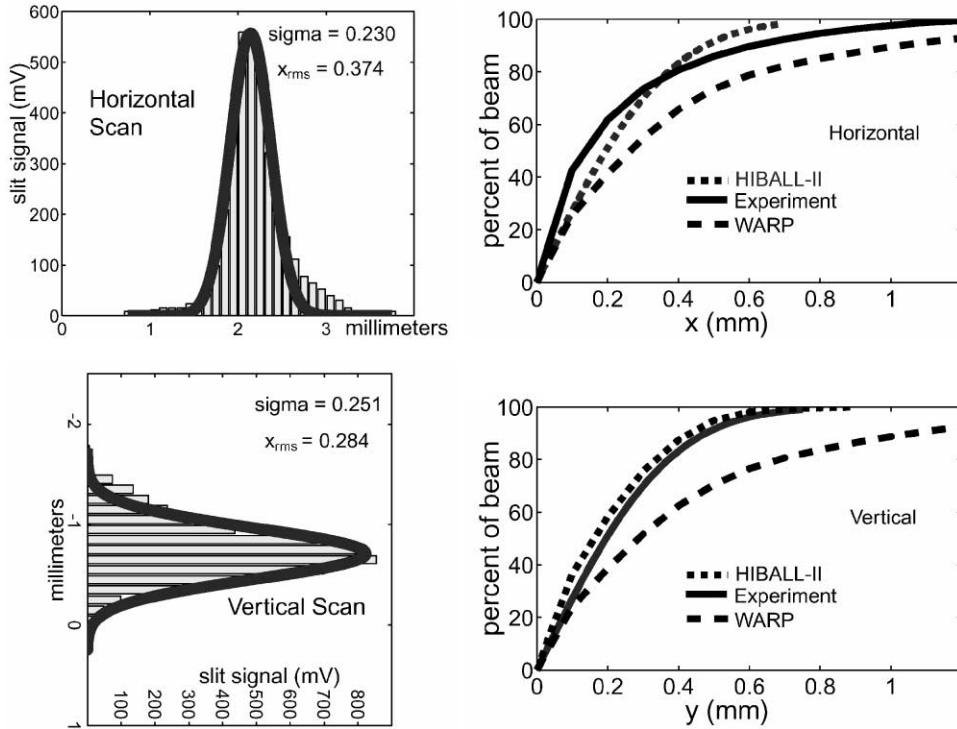 600
500
400
300
200
100
0
slit signal (mV)
sigma = 0.230
x_rms = 0.374
Horizontal
Scan
0
1
2
3
millimeters
100
80
60
40
20
0
percent of beam
Horizontal
HIBALL-II
Experiment
WARP
0
0.2
0.4
0.6
0.8
1
x (mm)
-2
-1
0
1
millimeters
sigma = 0.251
x_rms = 0.284
Vertical Scan
slit signal (mV)
100
200
300
400
500
600
700
800
100
80
60
40
20
0
percent of beam
Vertical
HIBALL-II
Experiment
WARP
0
0.2
0.4
0.6
0.8
1
y (mm)